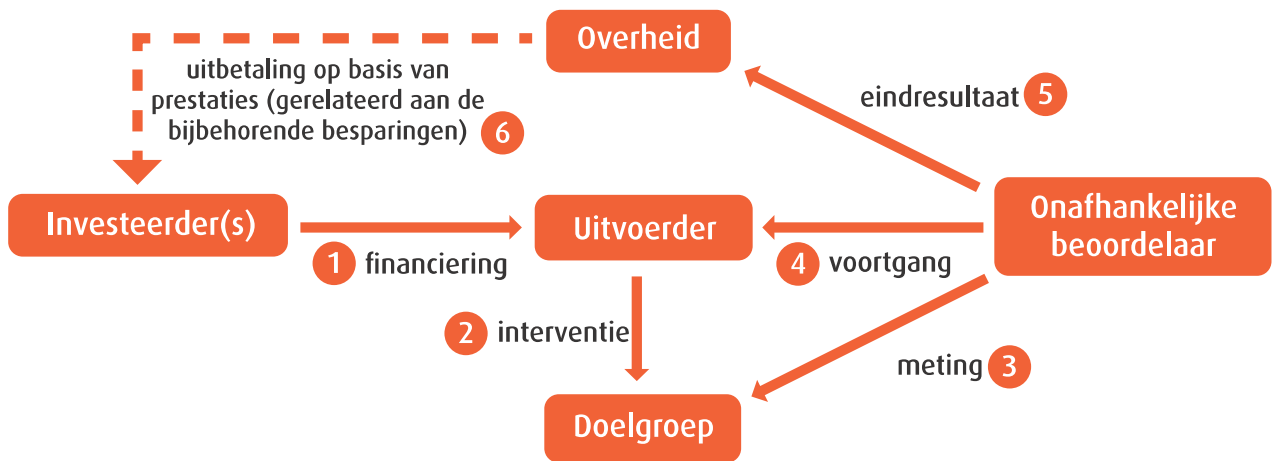 Overheid
uitbetaling op basis van
prestaties (gerelateerd aan de
bijbehorende besparingen) 6
eindresultaat 5
Investeerder(s)
Uitvoerder
Onafhankelijke
beoordelaar
1 financiering
4 voortgang
2 interventie
meting 3
Doelgroep